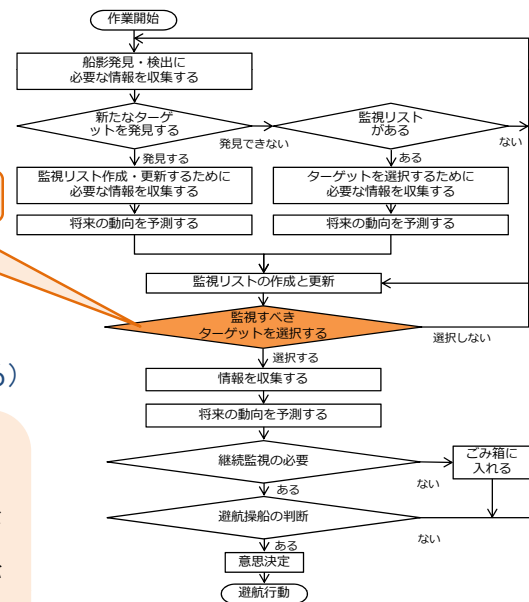 作業開始
船影発見・検出に
必要な情報を収集する
新たなターゲ
ットを発見する
監視リスト
がある
発見できない
ない
発見する
ある
監視リスト作成・更新するために
必要な情報を収集する
ターゲットを選択するために
必要な情報を収集する
将来の動向を予測する
将来の動向を予測する
監視リストの作成と更新
監視すべき
ターゲットを選択する
選択しない
選択する
情報を収集する
将来の動向を予測する
継続監視の必要
ごみ箱に
入れる
ない
ある
避航操船の判断
ない
ある
意思決定
避航行動